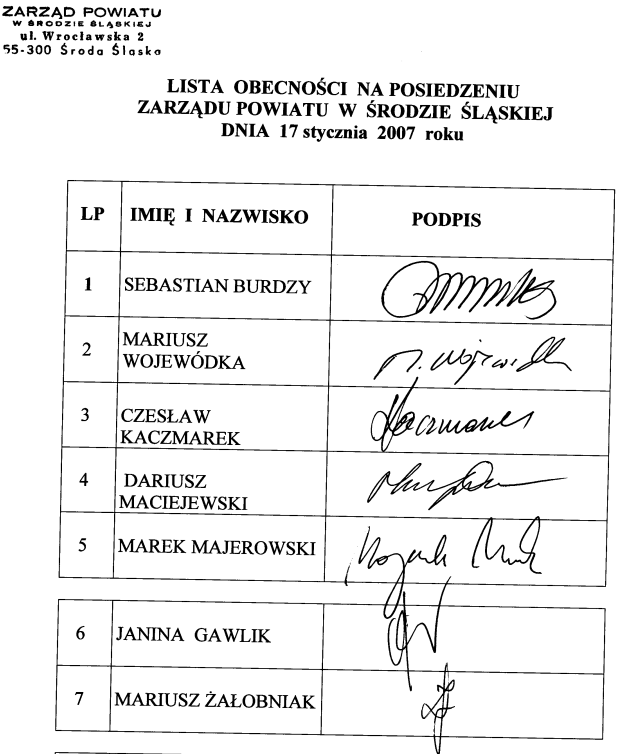 ZARZĄD POWIATU
W ŚRODZIE ŚLĄSKIEJ
ul. Wrocławska 2
55-300 Środa Śląska
LISTA OBECNOŚCI NA POSIEDZENIU
ZARZĄDU POWIATU W ŚRODZIE ŚLĄSKIEJ
DNIA 17 stycznia 2007 roku
LP IMIĘ I NAZWISKO PODPIS
1 SEBASTIAN BURDZY
2 MARIUSZ
WOJEWÓDKA
3 CZESŁAW
KACZMAREK
4 DARIUSZ
MACIEJEWSKI
5 MAREK MAJEROWSKI
6 JANINA GAWLIK
7 MARIUSZ ŻAŁOBNIAK